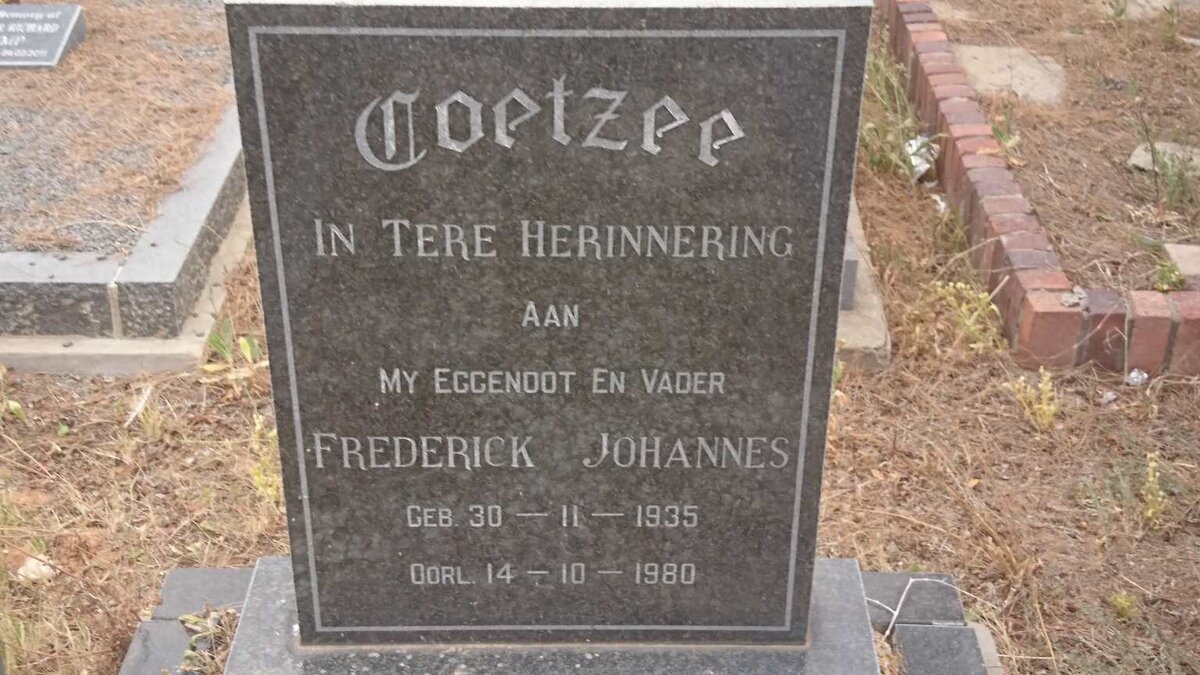 Coetzee
IN TERE HERINNERING
AAN
MY EGGENOOT EN VADER
FREDERICK JOHANNES
GEB. 30 - 11 - 1935
OORL. 14 - 10 - 1980
RICHARD